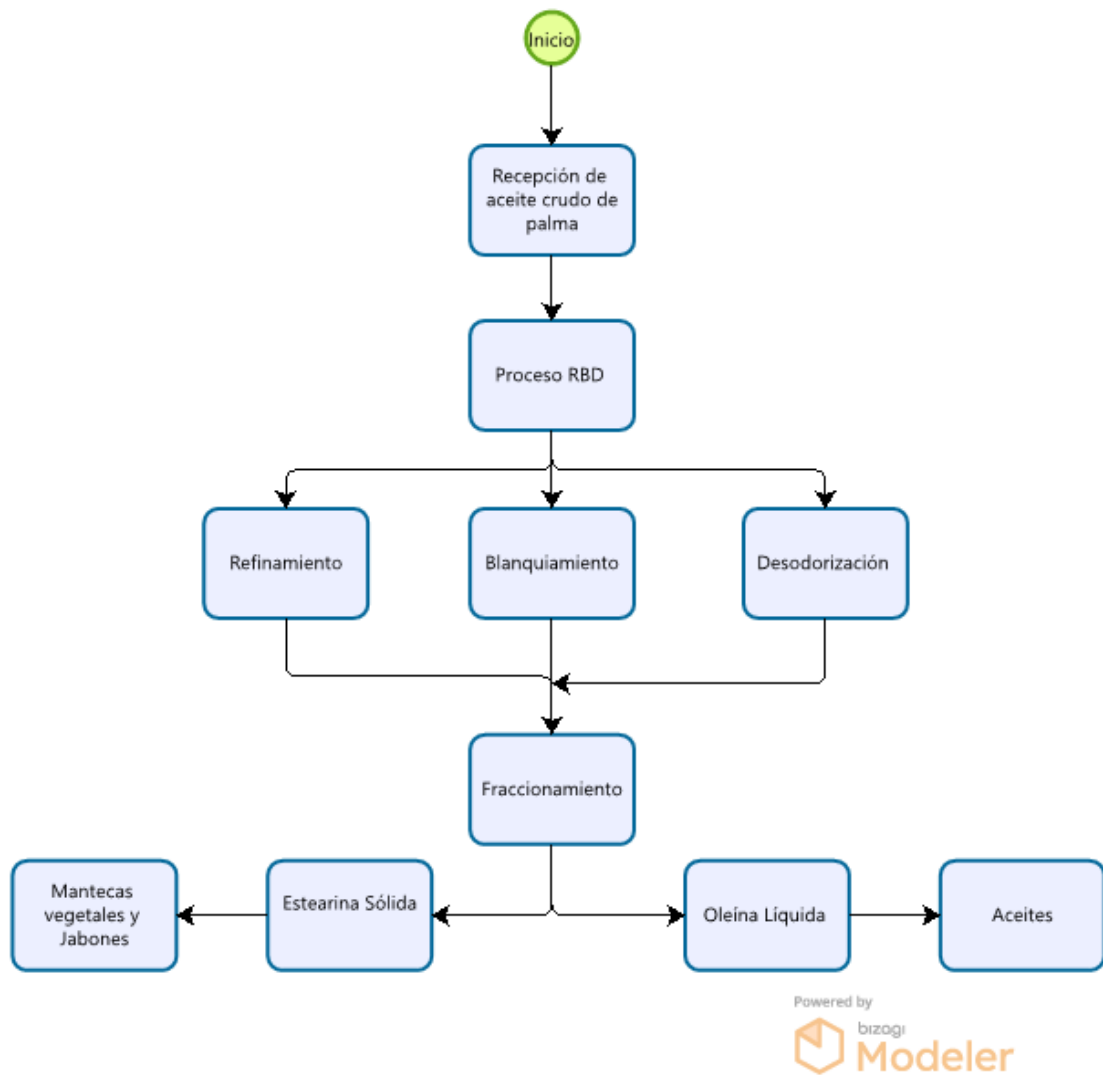 Inicio
Recepción de
aceite crudo de
palma
Proceso RBD
Refinamiento
Blanquiamiento
Desodorización
Fraccionamiento
Mantecas
vegetales y
Jabones
Estearina Sólida
Oleína Líquida
Aceites
Powered by
bizagi
Modeler